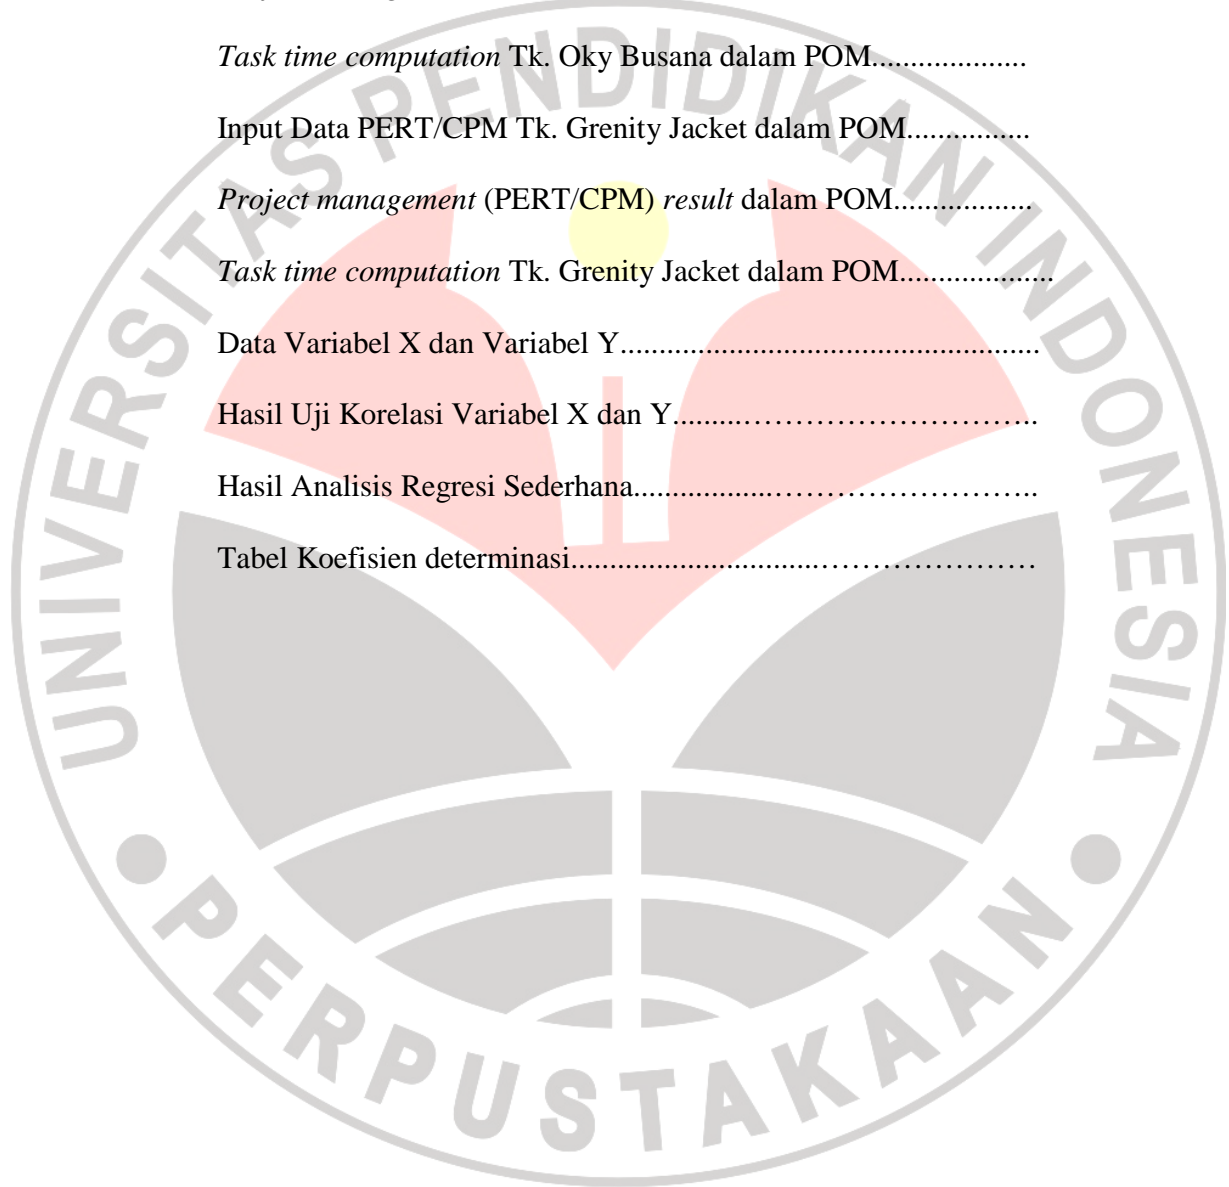 Task time computation Tk. Oky Busana dalam POM....................
Input Data PERT/CPM Tk. Grenity Jacket dalam POM................
Project management (PERT/CPM) result dalam POM..................
Task time computation Tk. Grenity Jacket dalam POM....................
Data Variabel X dan Variabel Y......................................................
Hasil Uji Korelasi Variabel X dan Y.........…………………………..
Hasil Analisis Regresi Sederhana..................……………………..
Tabel Koefisien determinasi................................…………………
UNIVERSITAS PENDIDIKAN INDONESIA
PERPUSTAKAAN